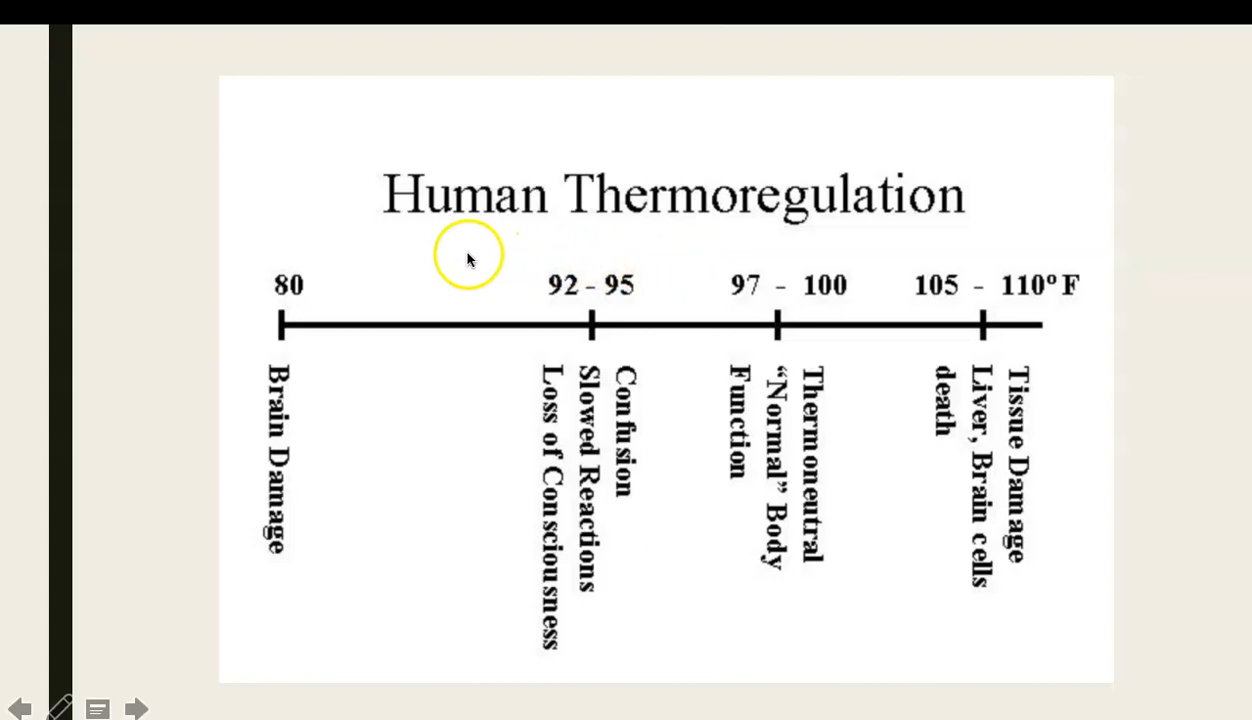 Human Thermoregulation
80
92 - 95
97 - 100
105 - 110º F
Brain Damage
Confusion
Slowed Reactions
Loss of Consciousness
Thermoneutral
“Normal” Body
Function
Tissue Damage
Liver, Brain cells
death